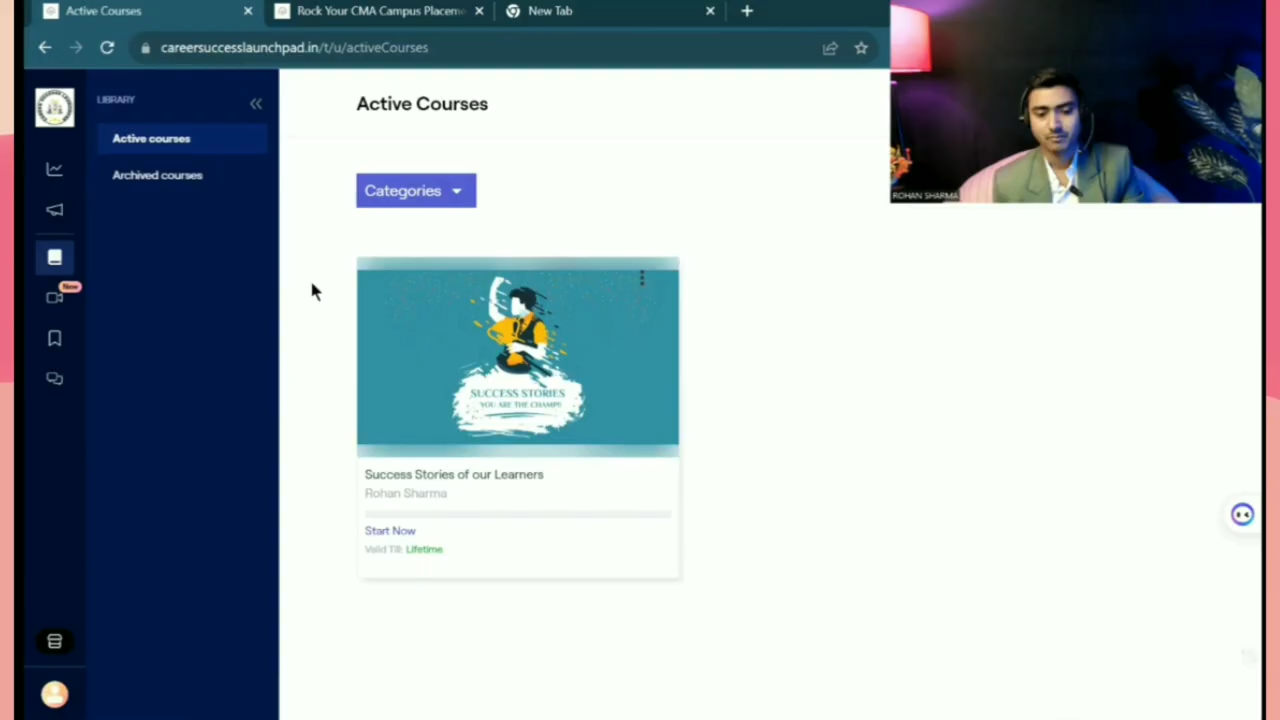 Active Courses
Rock Your CMA Campus Placeme
New Tab
careersuccesslaunchpad.in/t/u/activeCourses
LIBRARY
Active courses
Archived courses
New
Active Courses
Categories
SUCCESS STORIES
YOU ARE THE CHAMP!!
Success Stories of our Learners
Rohan Sharma
Start Now
Valid Till: Lifetime
ROHAN SHARMA